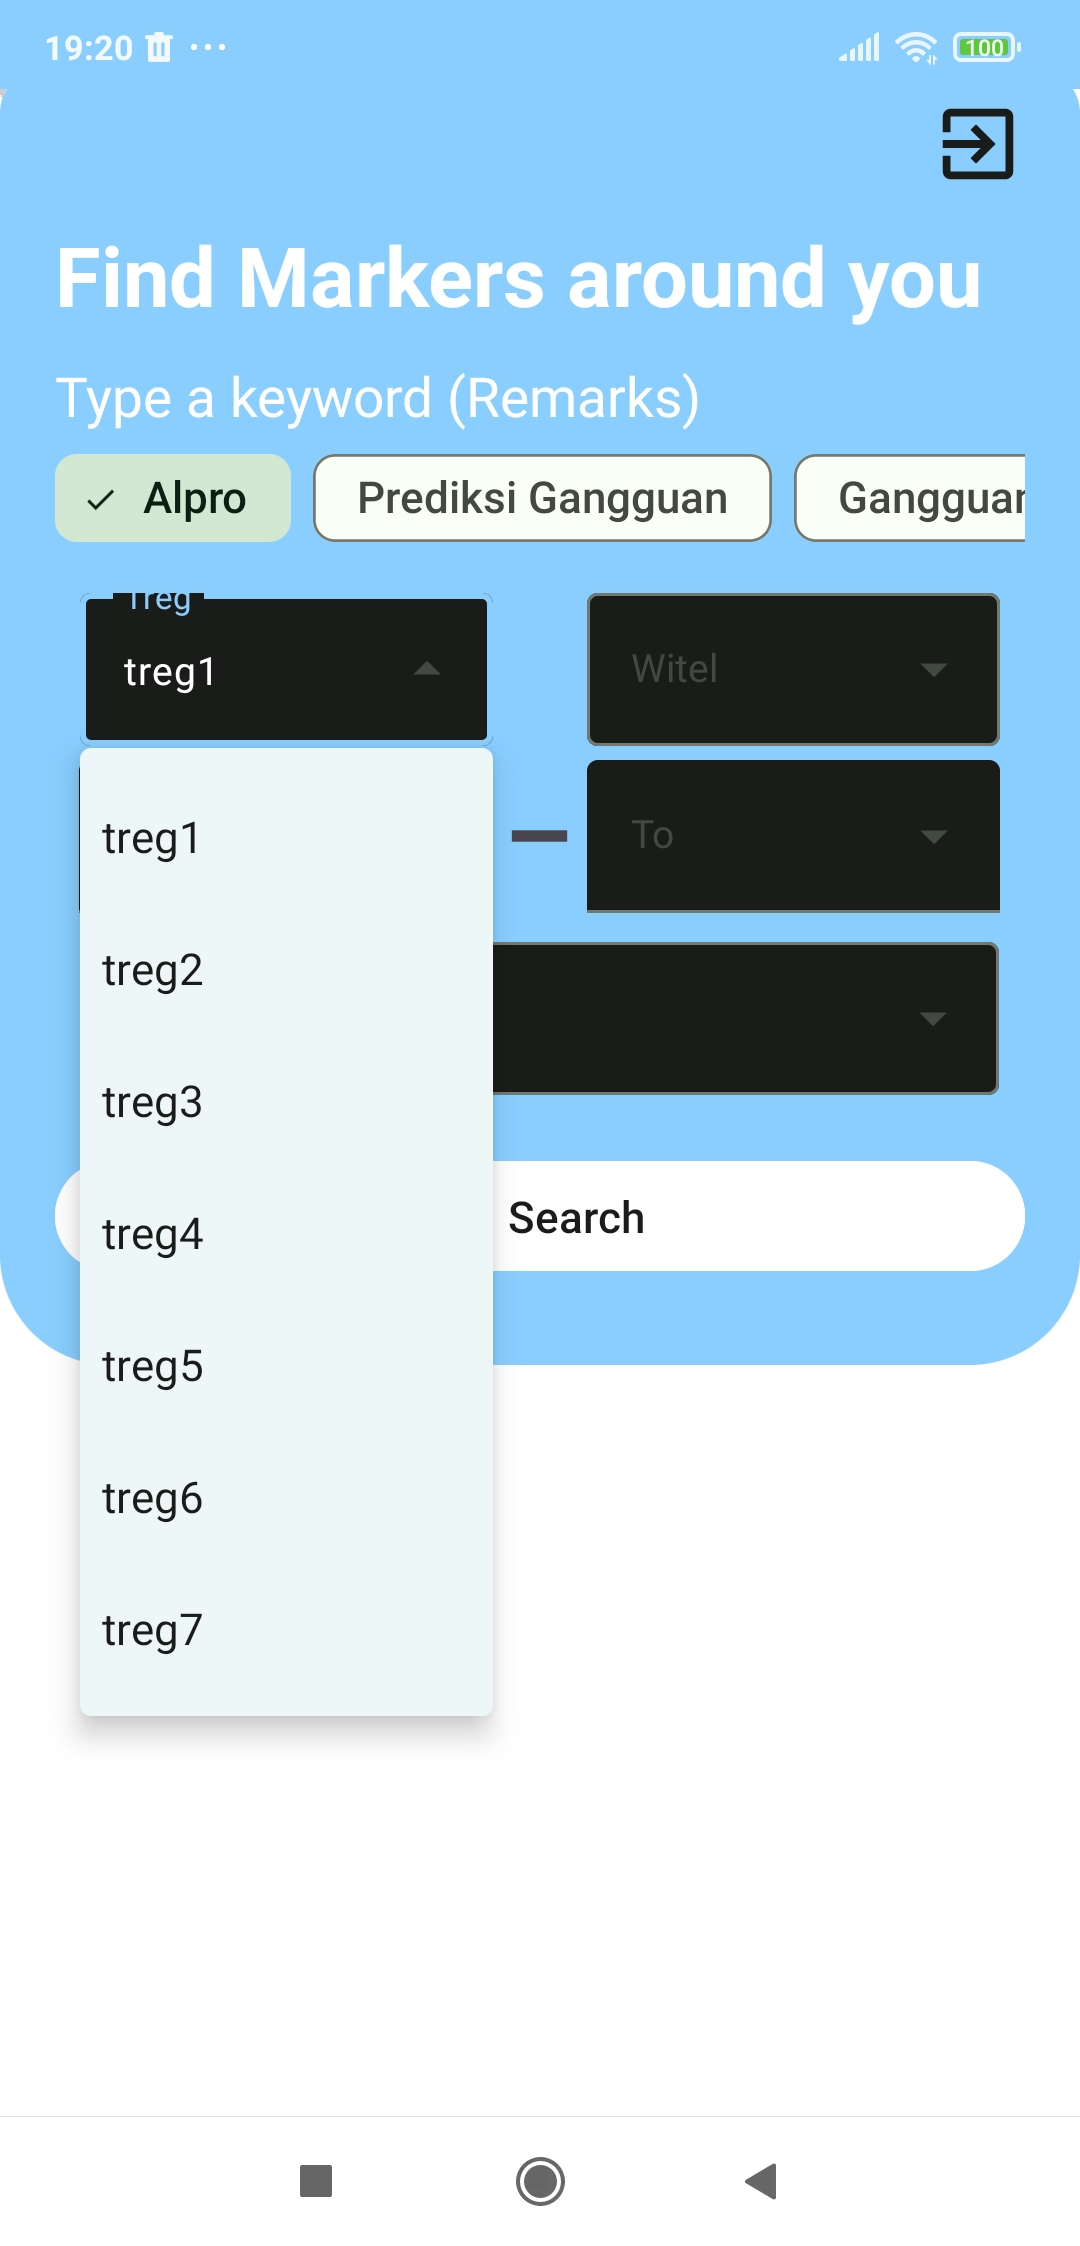 19:20
100
Find Markers around you
Type a keyword (Remarks)
Alpro
Prediksi Gangguan
Gangguan
Treg
treg1
Witel
treg1
To
treg2
treg3
treg4
Search
treg5
treg6
treg7